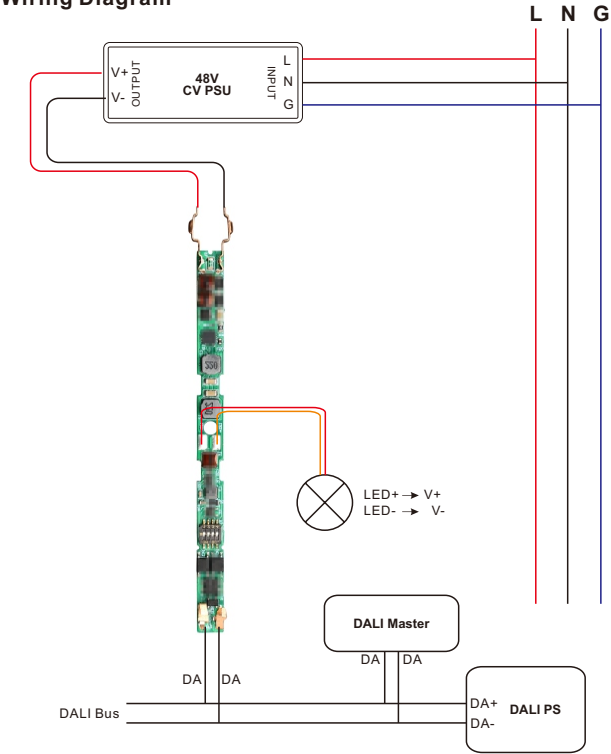 Wiring Diagram
L N G
V+
V-
OUTPUT
48V
CV PSU
INPUT
L
N
G
220
LED+ → V+
LED- → V-
DALI Master
DA DA
DA DA
DALI Bus
DA+
DA-
DALI PS